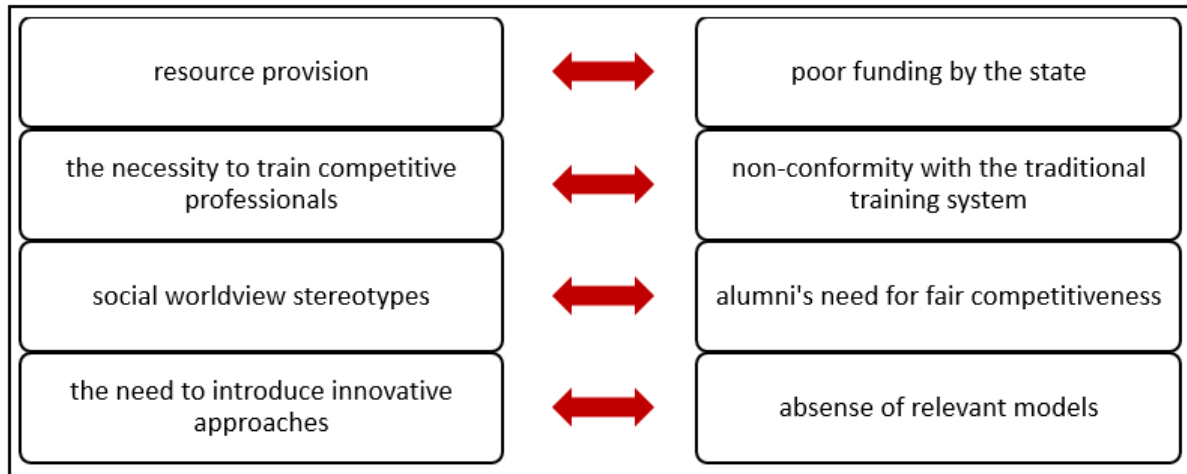 resource provision
poor funding by the state
the necessity to train competitive
professionals
non-conformity with the traditional
training system
social worldview stereotypes
alumni's need for fair competitiveness
the need to introduce innovative
approaches
absense of relevant models